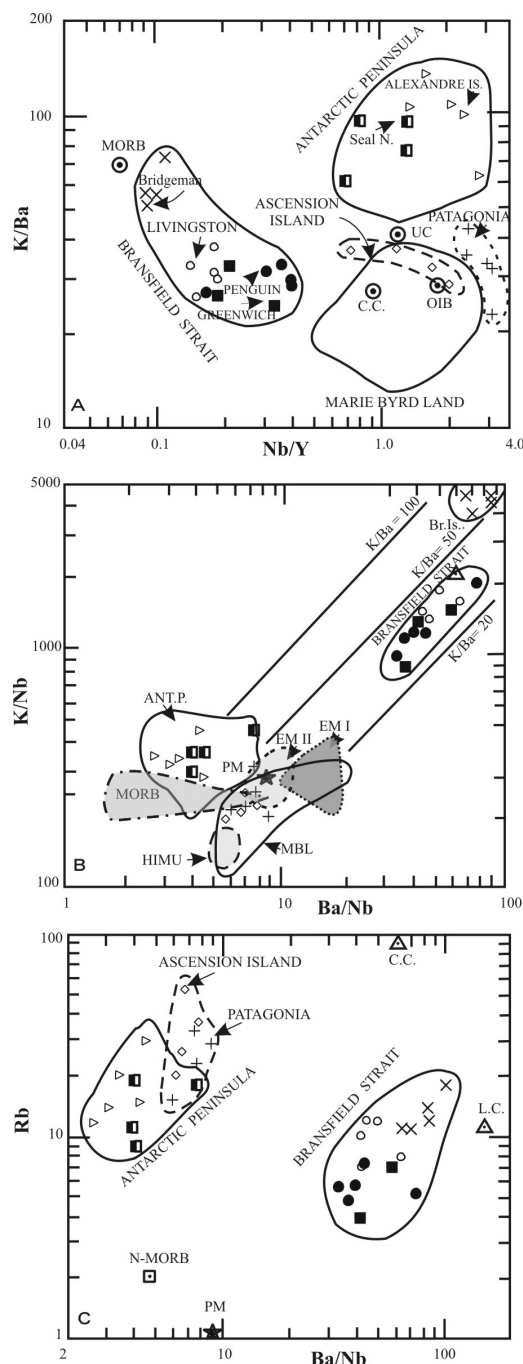 200
100
K/Ba
10
A
0.04
0.1
1.0
4.0
Nb/Y
MORB
Bridgeman
LIVINGSTON
PENGUIN
GREENWICH
BRANSFIELD STRAIT
ANTARCTIC PENINSULA
ALEXANDRE IS.
Seal N.
ASCENSION
ISLAND
UC
PATAGONIA
C.C.
OIB
MARIE BYRD LAND
5000
1000
K/Nb
100
B
1
10
100
Ba/Nb
K/Ba = 100
K/Ba= 50
K/Ba= 20
Br.Is..
BRANSFIELD STRAIT
ANT.P.
PM
EM II
EM I
MORB
HIMU
MBL
100
10
Rb
1
C
2
10
100
Ba/Nb
ASCENSION ISLAND
PATAGONIA
ANTARCTIC PENINSULA
C.C.
BRANSFIELD STRAIT
L.C.
N-MORB
PM